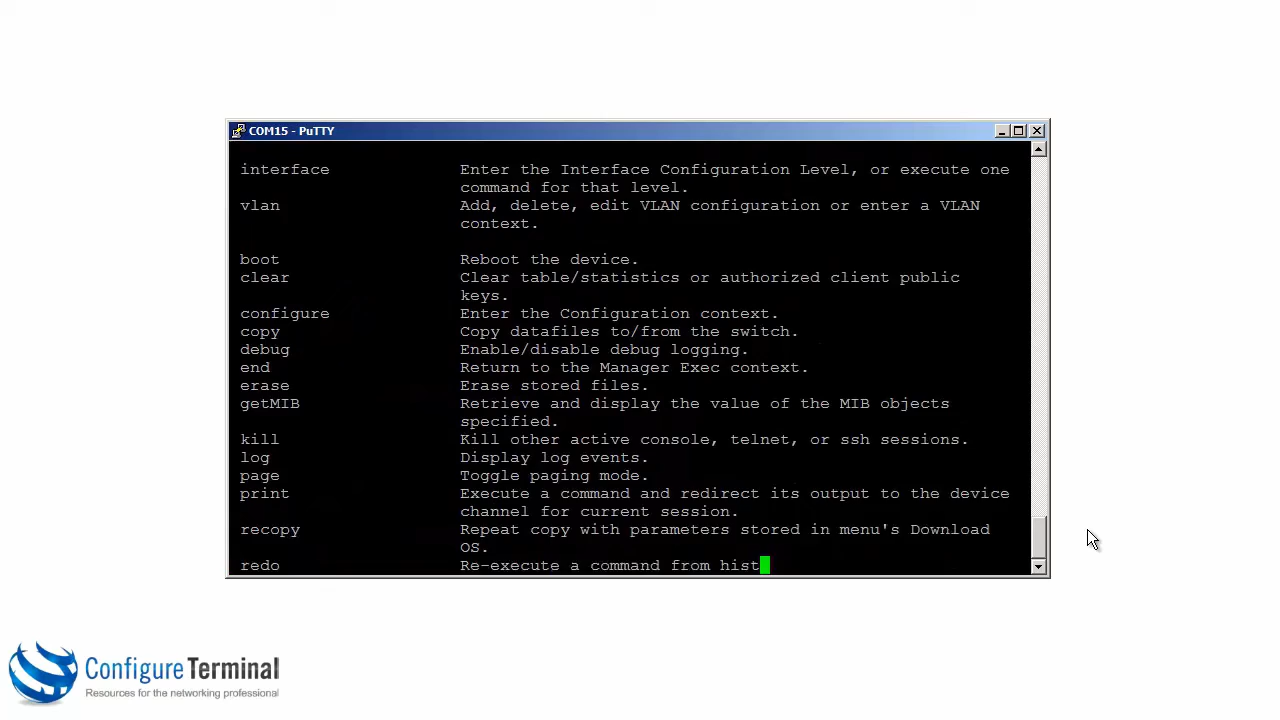 COM15 - PuTTY
interface Enter the Interface Configuration Level, or execute one
command for that level.
vlan Add, delete, edit VLAN configuration or enter a VLAN
context.
boot Reboot the device.
clear Clear table/statistics or authorized client public
keys.
configure Enter the Configuration context.
copy Copy datafiles to/from the switch.
debug Enable/disable debug logging.
end Return to the Manager Exec context.
erase Erase stored files.
getMIB Retrieve and display the value of the MIB objects
specified.
kill Kill other active console, telnet, or ssh sessions.
log Display log events.
page Toggle paging mode.
print Execute a command and redirect its output to the device
channel for current session.
recopy Repeat copy with parameters stored in menu's Download
OS.
redo Re-execute a command from hist
Configure Terminal
Resources for the networking professional